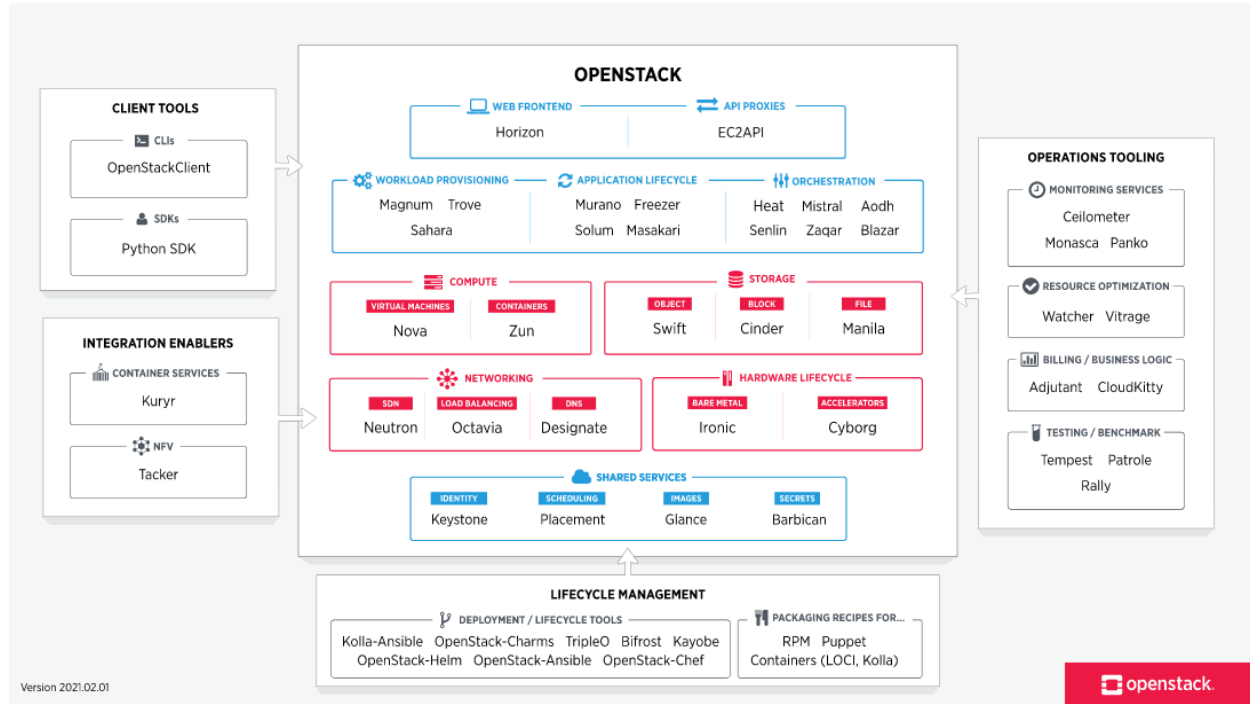 OPENSTACK
WEB FRONTEND
Horizon
API PROXIES
EC2API
WORKLOAD PROVISIONING
Magnum Trove
Sahara
APPLICATION LIFECYCLE
Murano Freezer
Solum Masakari
ORCHESTRATION
Heat Mistral Aodh
Senlin Zaqar Blazar
COMPUTE
VIRTUAL MACHINES
Nova
CONTAINERS
Zun
STORAGE
OBJECT
Swift
BLOCK
Cinder
FILE
Manila
NETWORKING
SDN
Neutron
LOAD BALANCING
Octavia
DNS
Designate
HARDWARE LIFECYCLE
BARE METAL
Ironic
ACCELERATORS
Cyborg
SHARED SERVICES
IDENTITY
Keystone
SCHEDULING
Placement
IMAGES
Glance
SECRETS
Barbican
CLIENT TOOLS
CLIs
OpenStackClient
SDKs
Python SDK
INTEGRATION ENABLERS
CONTAINER SERVICES
Kuryr
NFV
Tacker
OPERATIONS TOOLING
MONITORING SERVICES
Ceilometer
Monasca Panko
RESOURCE OPTIMIZATION
Watcher Vitrage
BILLING / BUSINESS LOGIC
Adjutant CloudKitty
TESTING / BENCHMARK
Tempest Patrole
Rally
LIFECYCLE MANAGEMENT
DEPLOYMENT / LIFECYCLE TOOLS
Kolla-Ansible OpenStack-Charms TripleO Bifrost Kayobe
OpenStack-Helm OpenStack-Ansible OpenStack-Chef
PACKAGING RECIPES FOR...
RPM Puppet
Containers (LOCI, Kolla)
Version 2021.02.01
openstack.